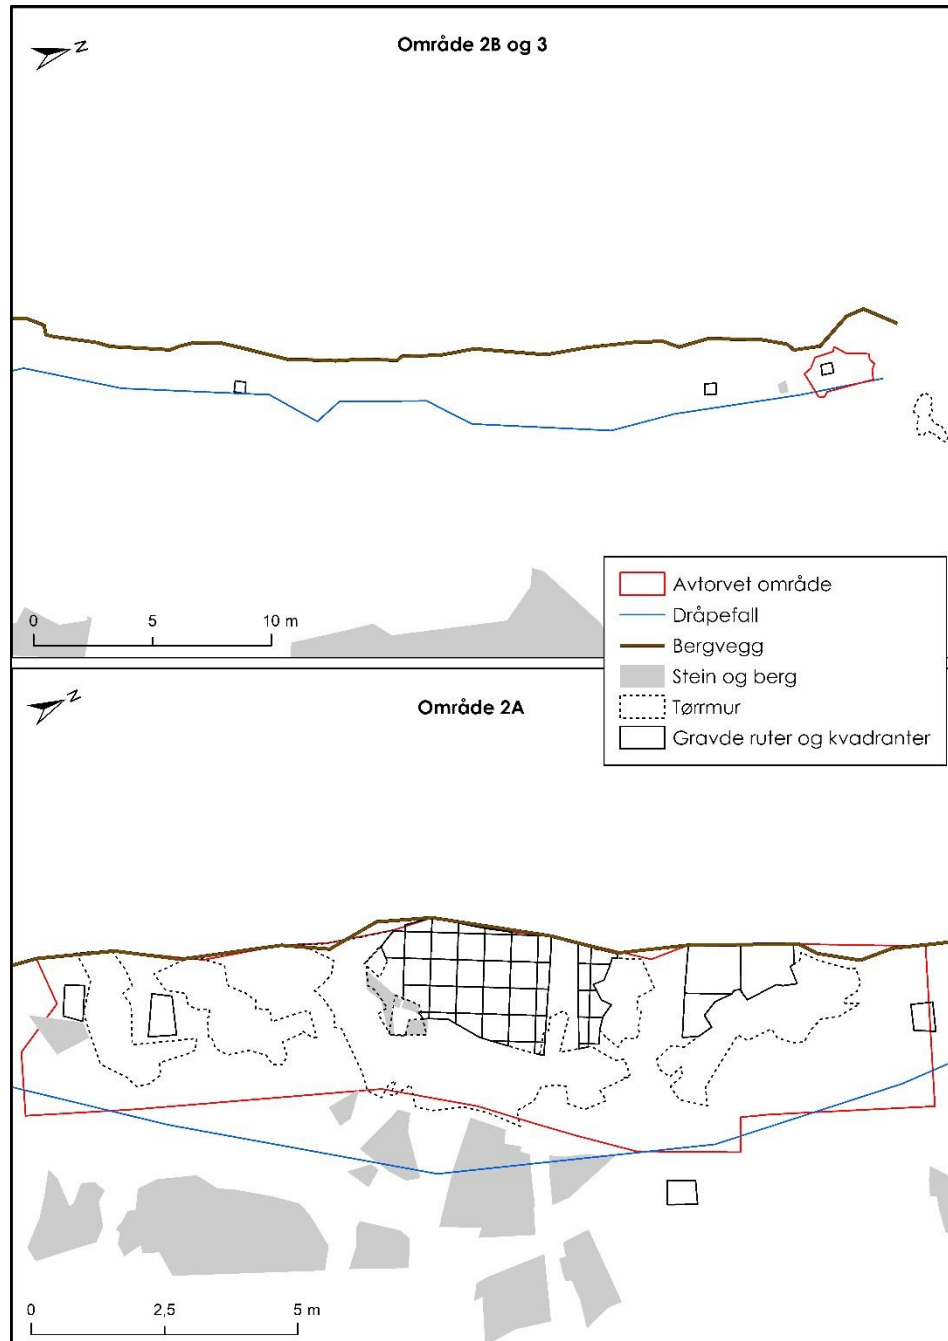 Område 2B og 3
N
0 5 10 m
Avtorvet område
Dråpefall
Bergvegg
Stein og berg
Tørrmur
Gravde ruter og kvadranter
Område 2A
N
0 2,5 5 m